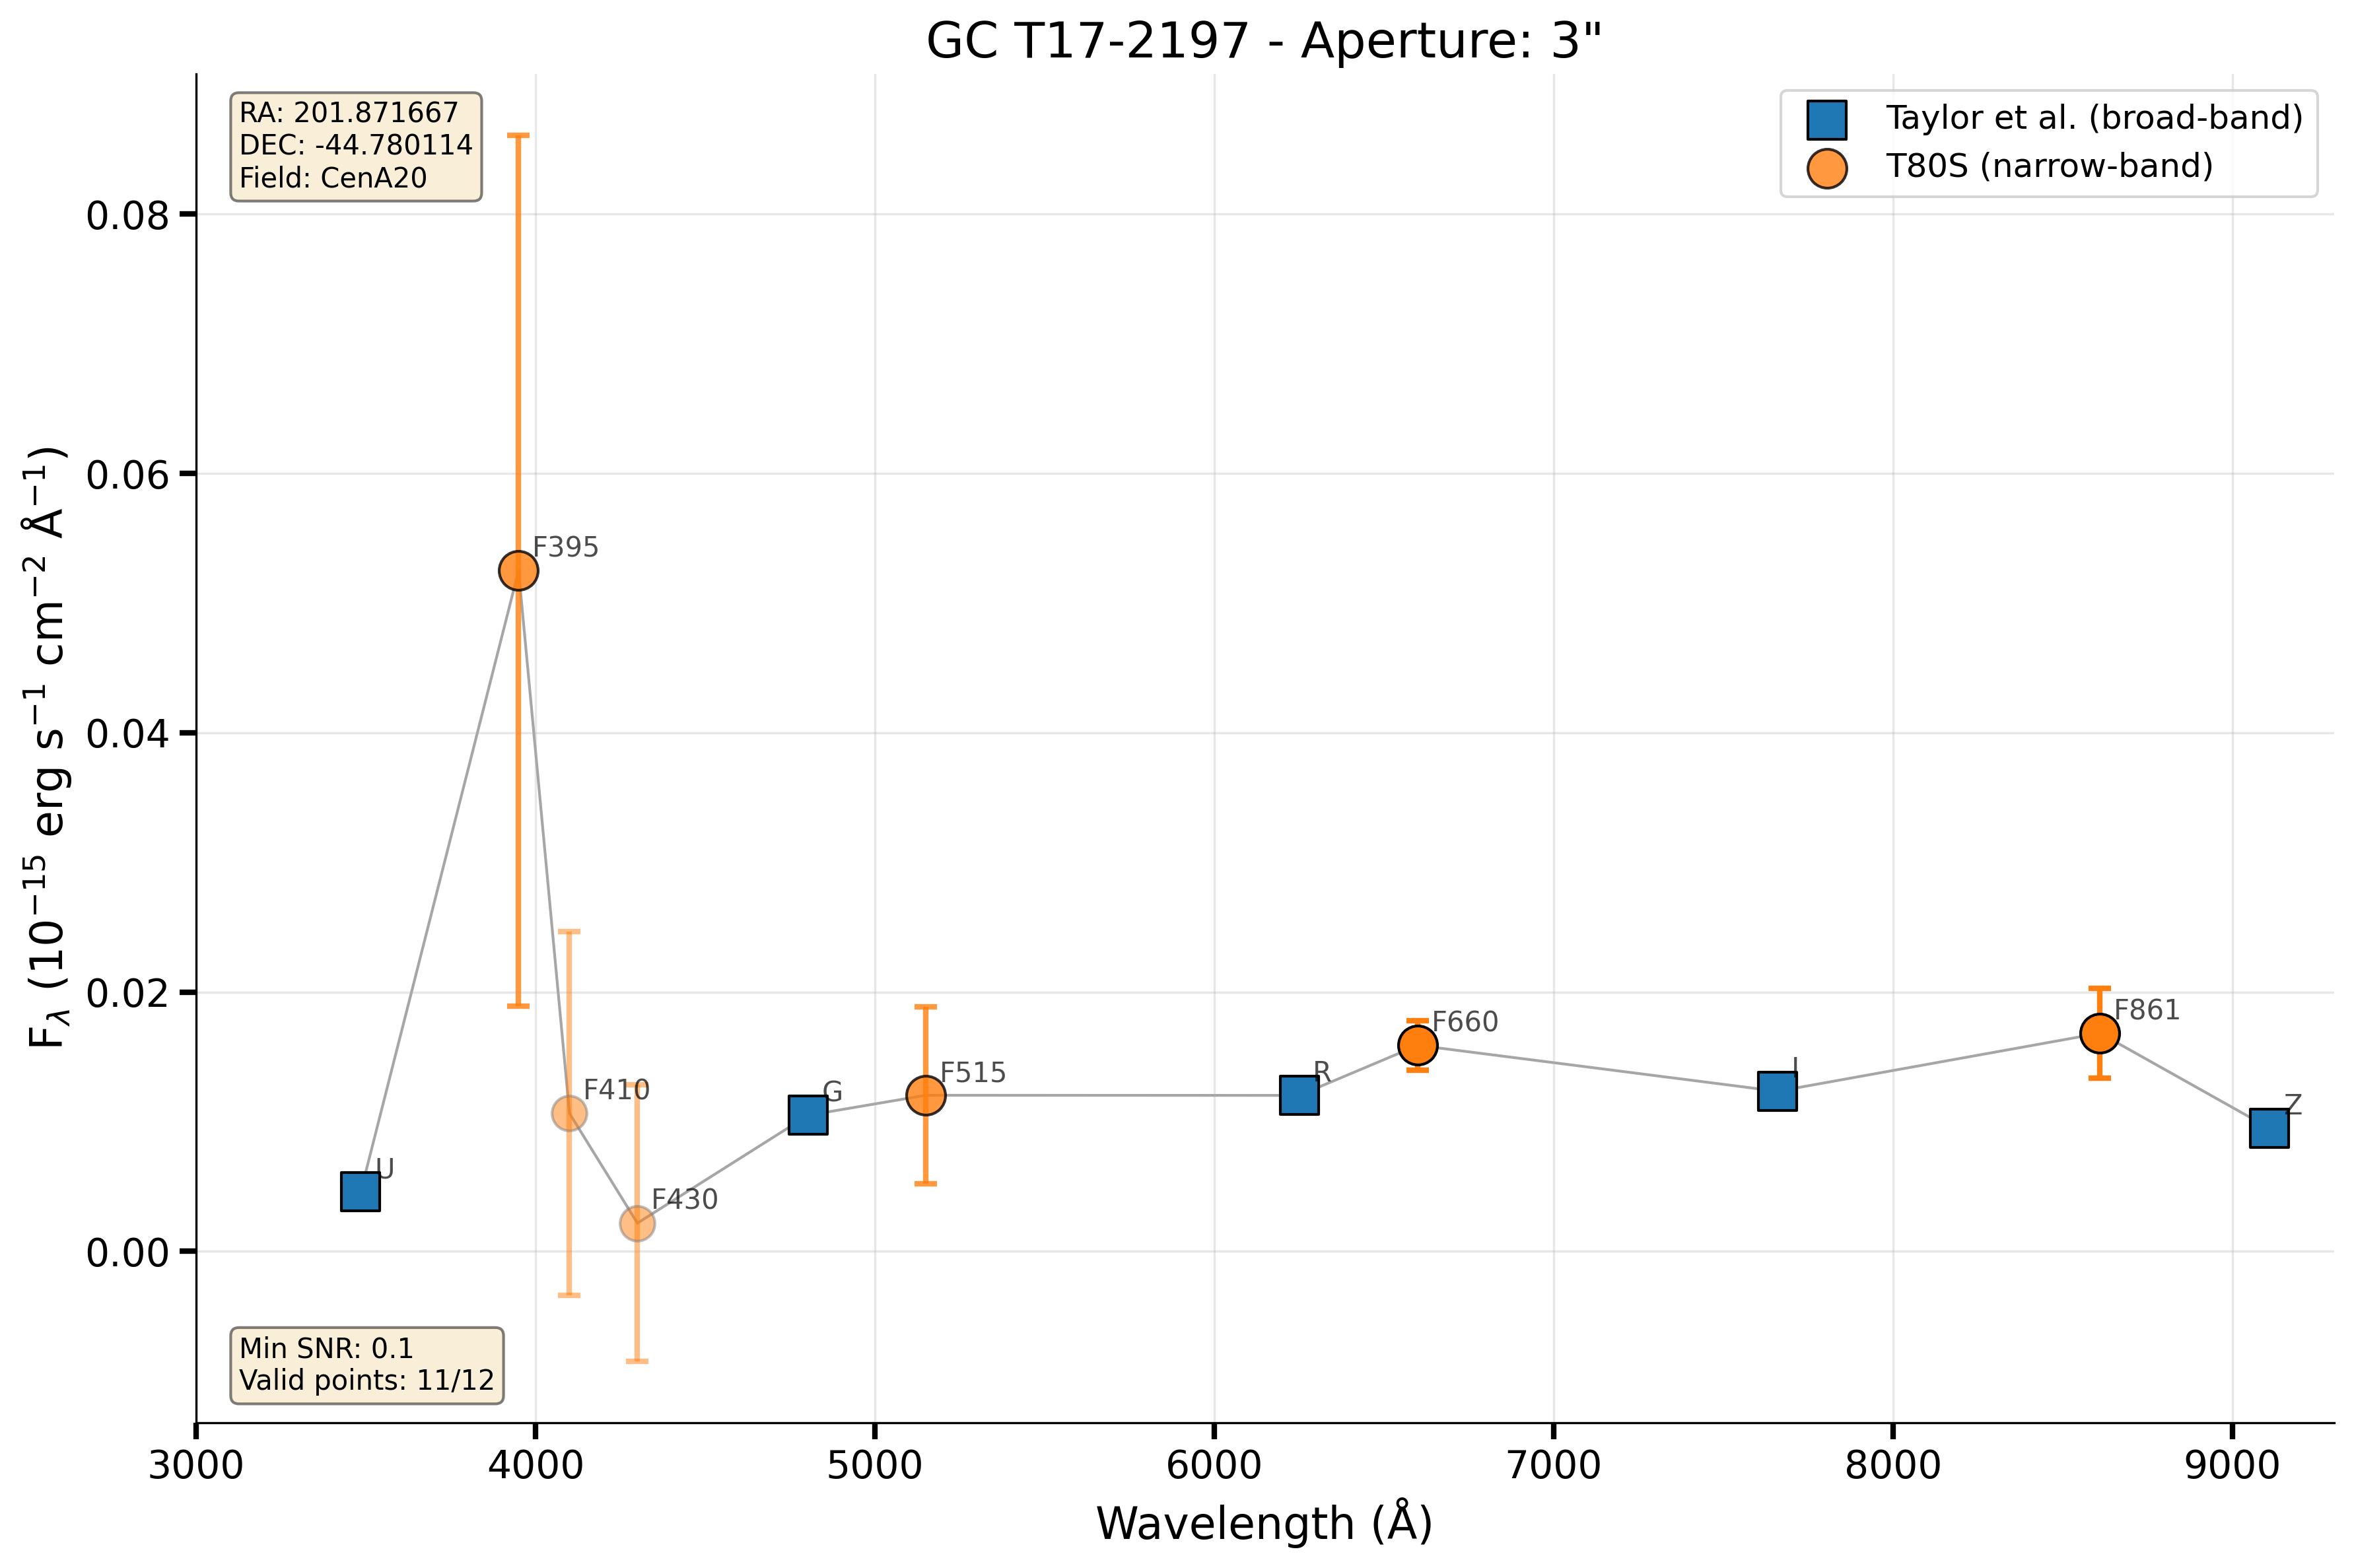 GC T17-2197 - Aperture: 3"
RA: 201.871667
DEC: -44.780114
Field: CenA20
Taylor et al. (broad-band)
T80S (narrow-band)
0.08
0.06
0.04
0.02
0.00
F_λ (10⁻¹⁵ erg s⁻¹ cm⁻² Å⁻¹)
F395
F410
F430
U
G
F515
R
F660
I
F861
Z
Min SNR: 0.1
Valid points: 11/12
3000 4000 5000 6000 7000 8000 9000
Wavelength (Å)